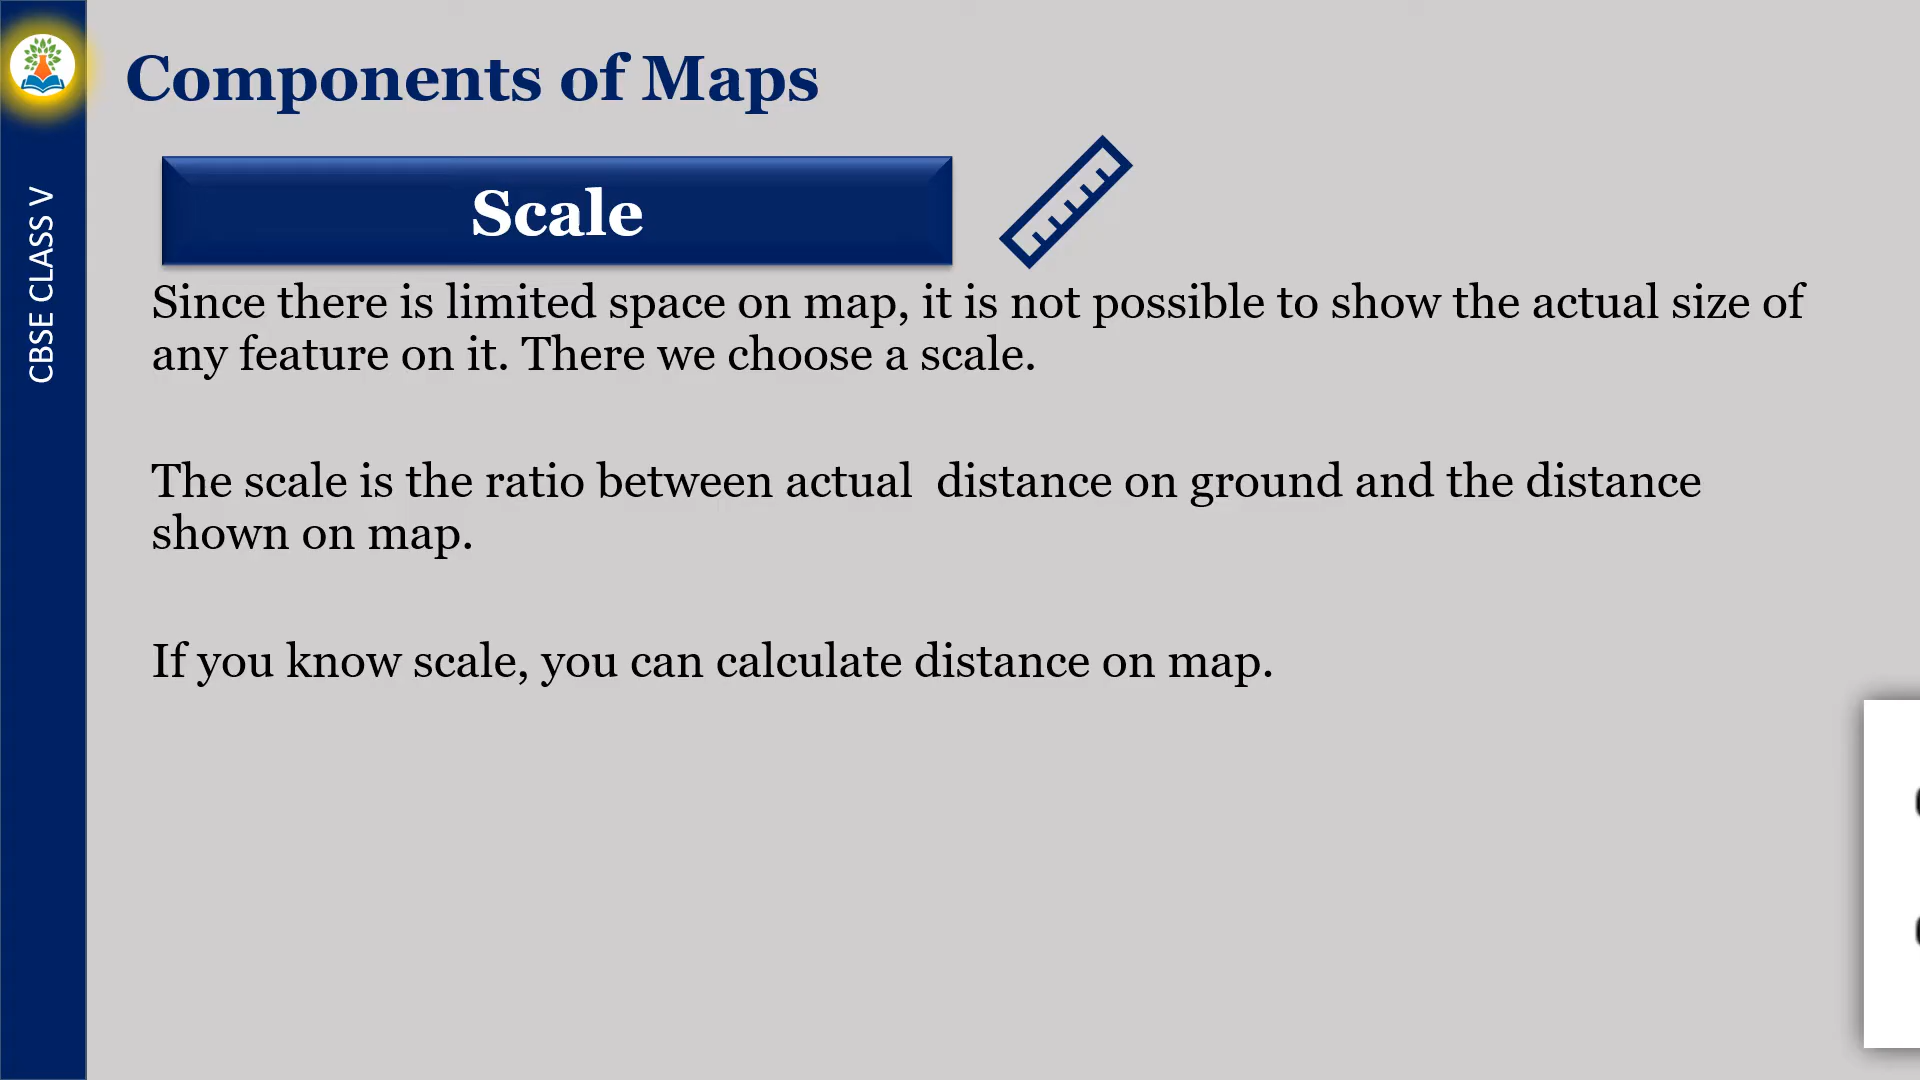 Components of Maps
CBSE CLASS V
Scale
Since there is limited space on map, it is not possible to show the actual size of
any feature on it. There we choose a scale.
The scale is the ratio between actual  distance on ground and the distance
shown on map.
If you know scale, you can calculate distance on map.